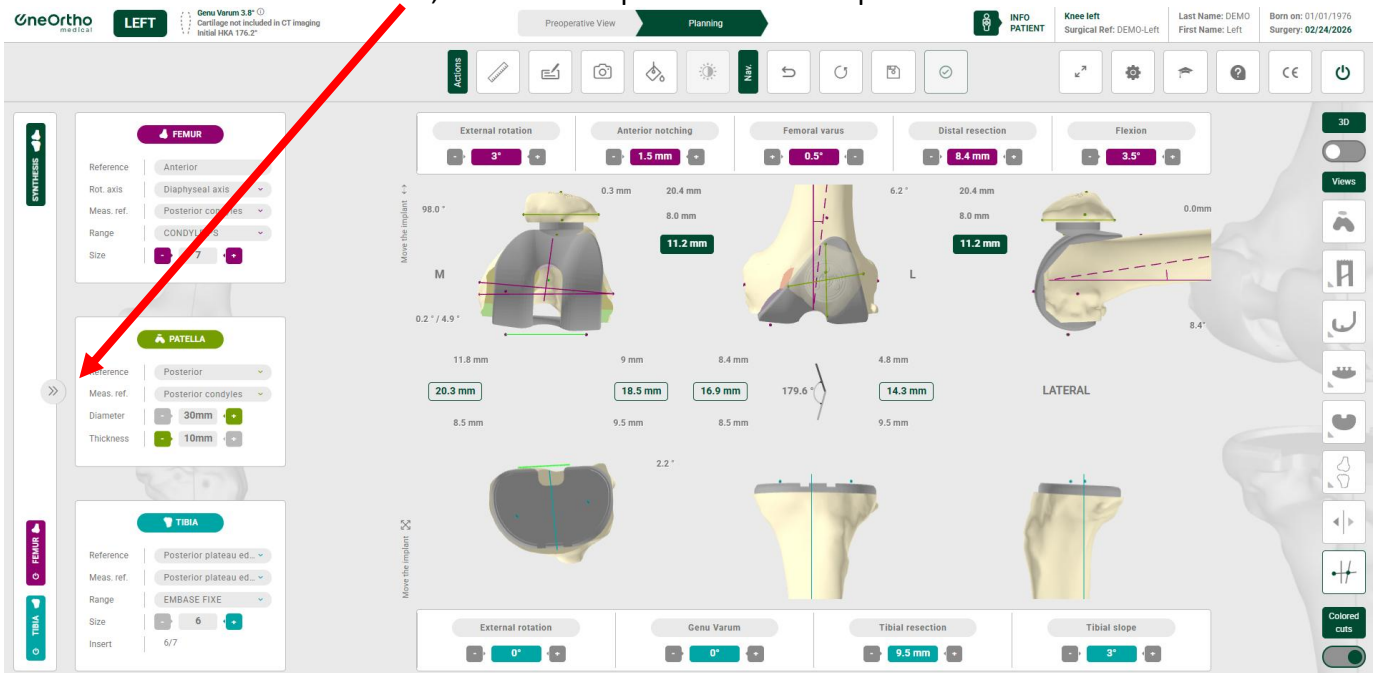 OneOrtho
medical
LEFT
Genu Varum 3.8° ⓘ
Cartilage not included in CT imaging
Initial HKA 176.2°
Preoperative View
Planning
INFO
PATIENT
Knee left
Surgical Ref: DEMO-Left
Last Name: DEMO
First Name: Left
Born on: 01/01/1976
Surgery: 02/24/2026
Actions
Nav.
CE
SYNTHESIS
FEMUR
Reference Anterior
Rot. axis Diaphyseal axis
Meas. ref. Posterior condyles
Range
Size - 7 +
PATELLA
Reference Posterior
Meas. ref. Posterior condyles
Diameter - 30mm +
Thickness - 10mm +
TIBIA
Reference Posterior plateau ed...
Meas. ref. Posterior plateau ed...
Range EMBASE FIXE
Size - 6 +
Insert 6/7
FEMUR
TIBIA
External rotation
- 3° +
Anterior notching
- 1.5 mm +
Femoral varus
+ 0.5° -
Distal resection
- 8.4 mm +
Flexion
- 3.5° +
Move the implant
98.0 °
0.3 mm
20.4 mm
8.0 mm
11.2 mm
6.2 °
20.4 mm
8.0 mm
11.2 mm
0.0mm
M
L
0.2 ° / 4.9 °
8.4°
11.8 mm
9 mm
8.4 mm
4.8 mm
20.3 mm
18.5 mm
16.9 mm
179.6 °
14.3 mm
LATERAL
8.5 mm
9.5 mm
8.5 mm
9.5 mm
2.2 °
Move the implant
External rotation
- 0° +
Genu Varum
- 0° +
Tibial resection
- 9.5 mm +
Tibial slope
- 3° +
3D
Views
Colored
cuts